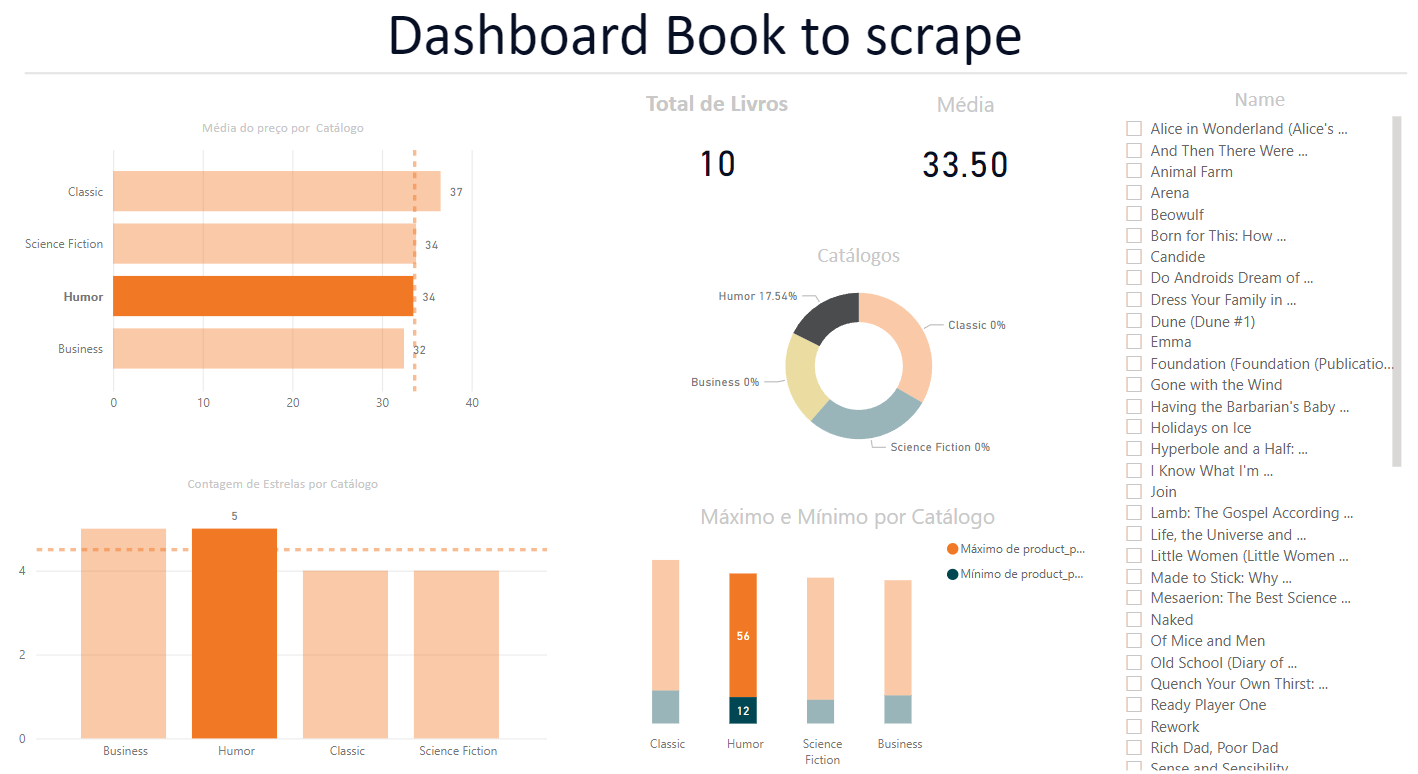 Dashboard Book to scrape
Média do preço por Catálogo
Classic
37
Science Fiction
34
Humor
34
Business
32
0
10
20
30
40
Total de Livros
10
Média
33.50
Catálogos
Humor 17.54%
Classic 0%
Business 0%
Science Fiction 0%
Contagem de Estrelas por Catálogo
5
4
2
0
Business
Humor
Classic
Science Fiction
Máximo e Mínimo por Catálogo
Máximo de product_p...
Mínimo de product_p...
56
12
Classic
Humor
Science
Fiction
Business
Name
Alice in Wonderland (Alice's ...
And Then There Were ...
Animal Farm
Arena
Beowulf
Born for This: How ...
Candide
Do Androids Dream of ...
Dress Your Family in ...
Dune (Dune #1)
Emma
Foundation (Foundation (Publicatio...
Gone with the Wind
Having the Barbarian's Baby ...
Holidays on Ice
Hyperbole and a Half: ...
I Know What I'm ...
Join
Lamb: The Gospel According ...
Life, the Universe and ...
Little Women (Little Women ...
Made to Stick: Why ...
Mesaerion: The Best Science ...
Naked
Of Mice and Men
Old School (Diary of ...
Quench Your Own Thirst: ...
Ready Player One
Rework
Rich Dad, Poor Dad
Sense and Sensibility